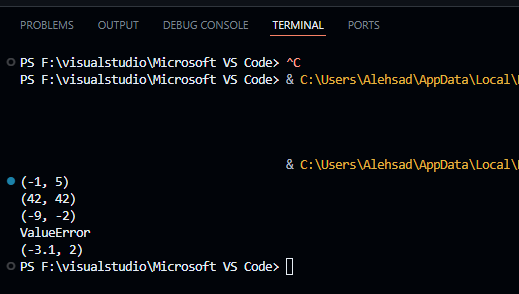 PROBLEMS OUTPUT DEBUG CONSOLE TERMINAL PORTS
PS F:\visualstudio\Microsoft VS Code> ^C
PS F:\visualstudio\Microsoft VS Code> & C:\Users\Alehsad\AppData\Local\
& C:\Users\Alehsad\AppData\Local\
(-1, 5)
(42, 42)
(-9, -2)
ValueError
(-3.1, 2)
PS F:\visualstudio\Microsoft VS Code>